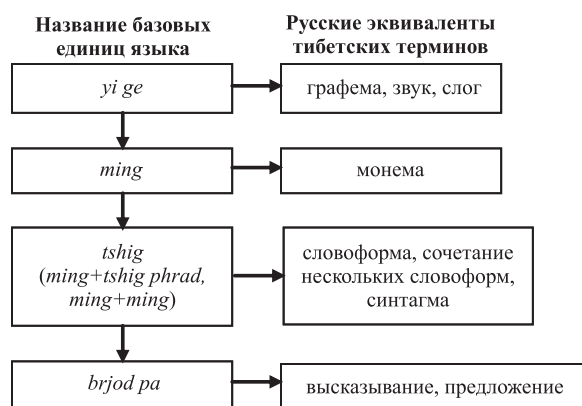 Название базовых
единиц языка
Русские эквиваленты
тибетских терминов
yi ge
графема, звук, слог
ming
монема
tshig
(ming+tshig phrad,
ming+ming)
словоформа, сочетание
нескольких словоформ,
синтагма
brjod pa
высказывание, предложение